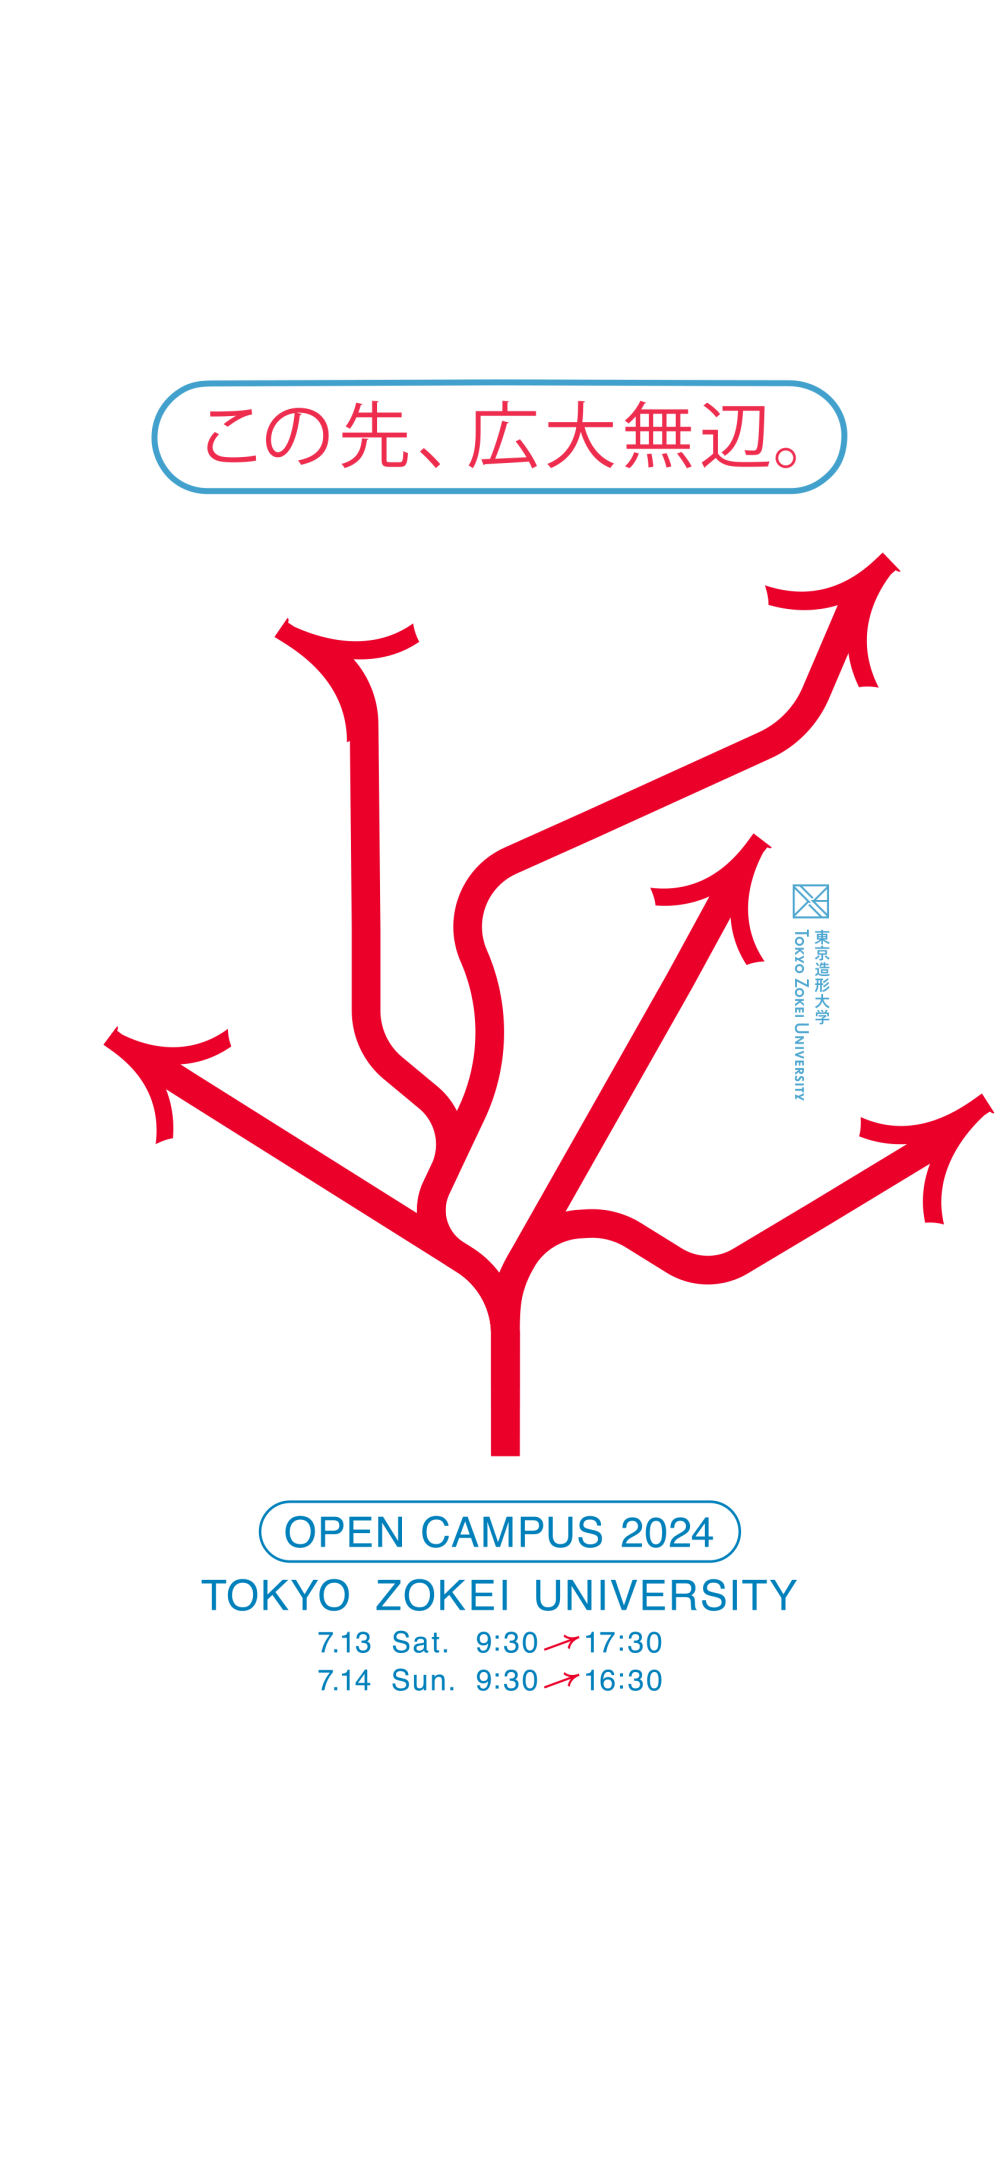 この先、広大無辺。
東京造形大学
TOKYO ZOKEI UNIVERSITY
OPEN CAMPUS 2024
TOKYO ZOKEI UNIVERSITY
7.13 Sat. 9:30→17:30
7.14 Sun. 9:30→16:30